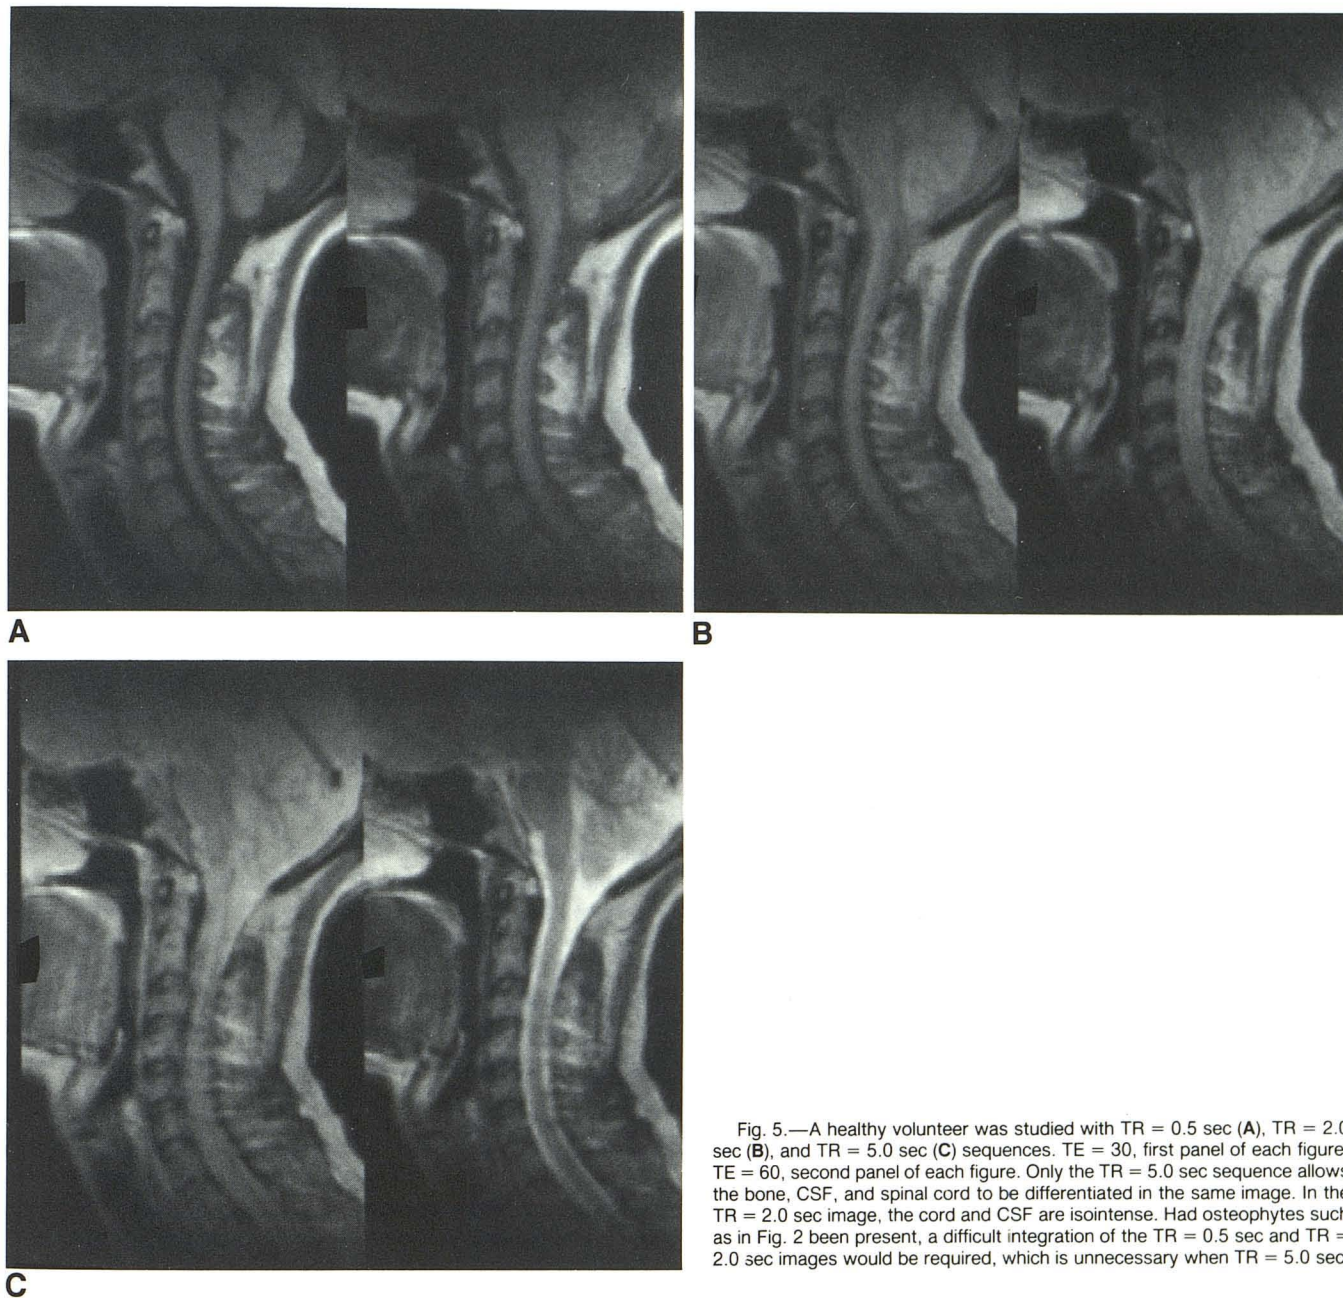 A
B
C
Fig. 5.—A healthy volunteer was studied with TR = 0.5 sec (A), TR = 2.0
sec (B), and TR = 5.0 sec (C) sequences. TE = 30, first panel of each figure
TE = 60, second panel of each figure. Only the TR = 5.0 sec sequence allows
the bone, CSF, and spinal cord to be differentiated in the same image. In the
TR = 2.0 sec image, the cord and CSF are isointense. Had osteophytes such
as in Fig. 2 been present, a difficult integration of the TR = 0.5 sec and TR =
2.0 sec images would be required, which is unnecessary when TR = 5.0 sec